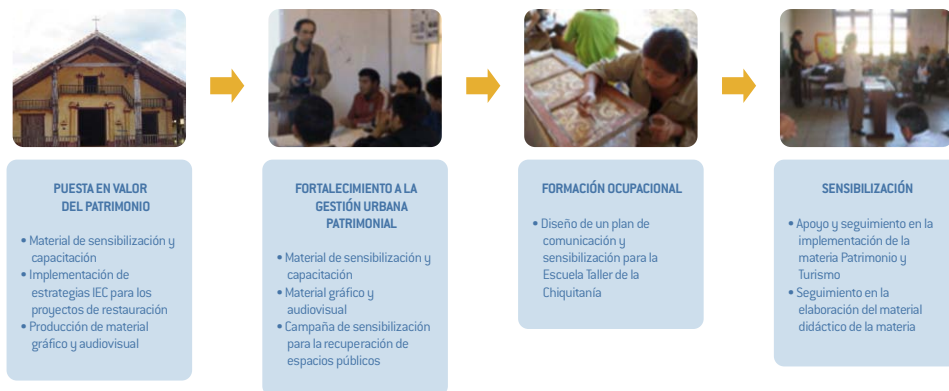 PUESTA EN VALOR
DEL PATRIMONIO
• Material de sensibilización y
capacitación
• Implementación de
estrategias IEC para los
proyectos de restauración
• Producción de material
gráfico y audiovisual
FORTALECIMIENTO A LA
GESTIÓN URBANA
PATRIMONIAL
• Material de sensibilización y
capacitación
• Material gráfico y
audiovisual
• Campaña de sensibilización
para la recuperación de
espacios públicos
FORMACIÓN OCUPACIONAL
• Diseño de un plan de
comunicación y
sensibilización para la
Escuela Taller de la
Chiquitanía
SENSIBILIZACIÓN
• Apoyo y seguimiento en la
implementación de la
materia Patrimonio y
Turismo
• Seguimiento en la
elaboración del material
didáctico de la materia